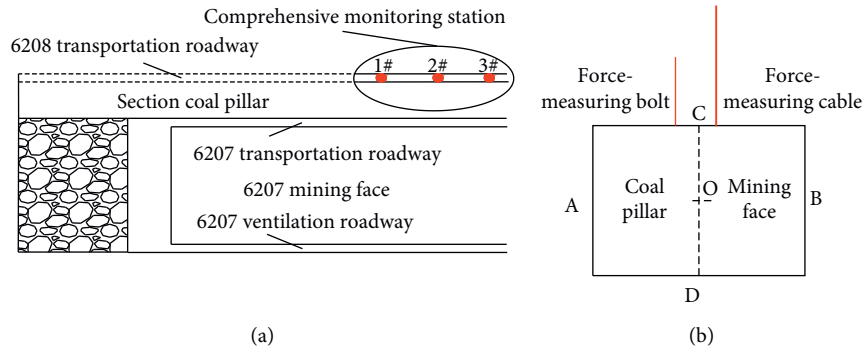 Comprehensive monitoring station
6208 transportation roadway
1# 2# 3#
Section coal pillar
6207 transportation roadway
6207 mining face
6207 ventilation roadway
(a)
Force-
measuring bolt
Force-
measuring cable
C
A
Coal
pillar
O
Mining
face
B
D
(b)